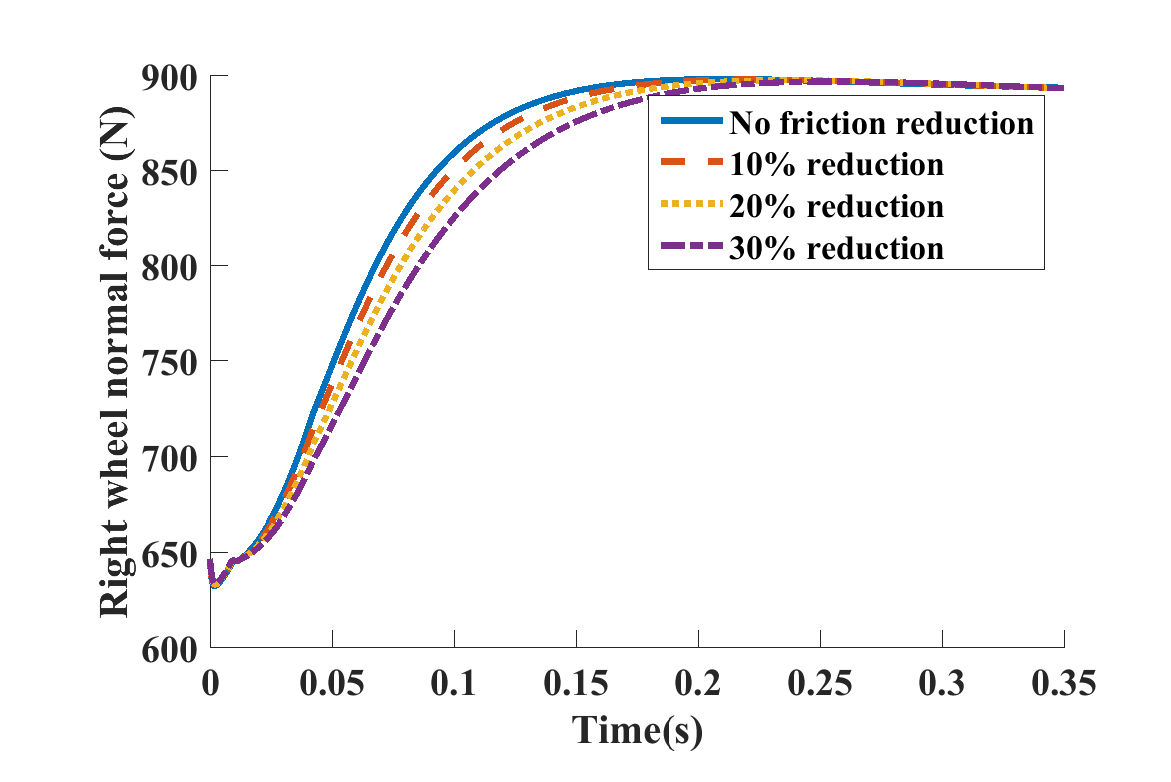 900
850
800
750
700
650
600
Right wheel normal force (N)
No friction reduction
10% reduction
20% reduction
30% reduction
0 0.05 0.1 0.15 0.2 0.25 0.3 0.35
Time(s)